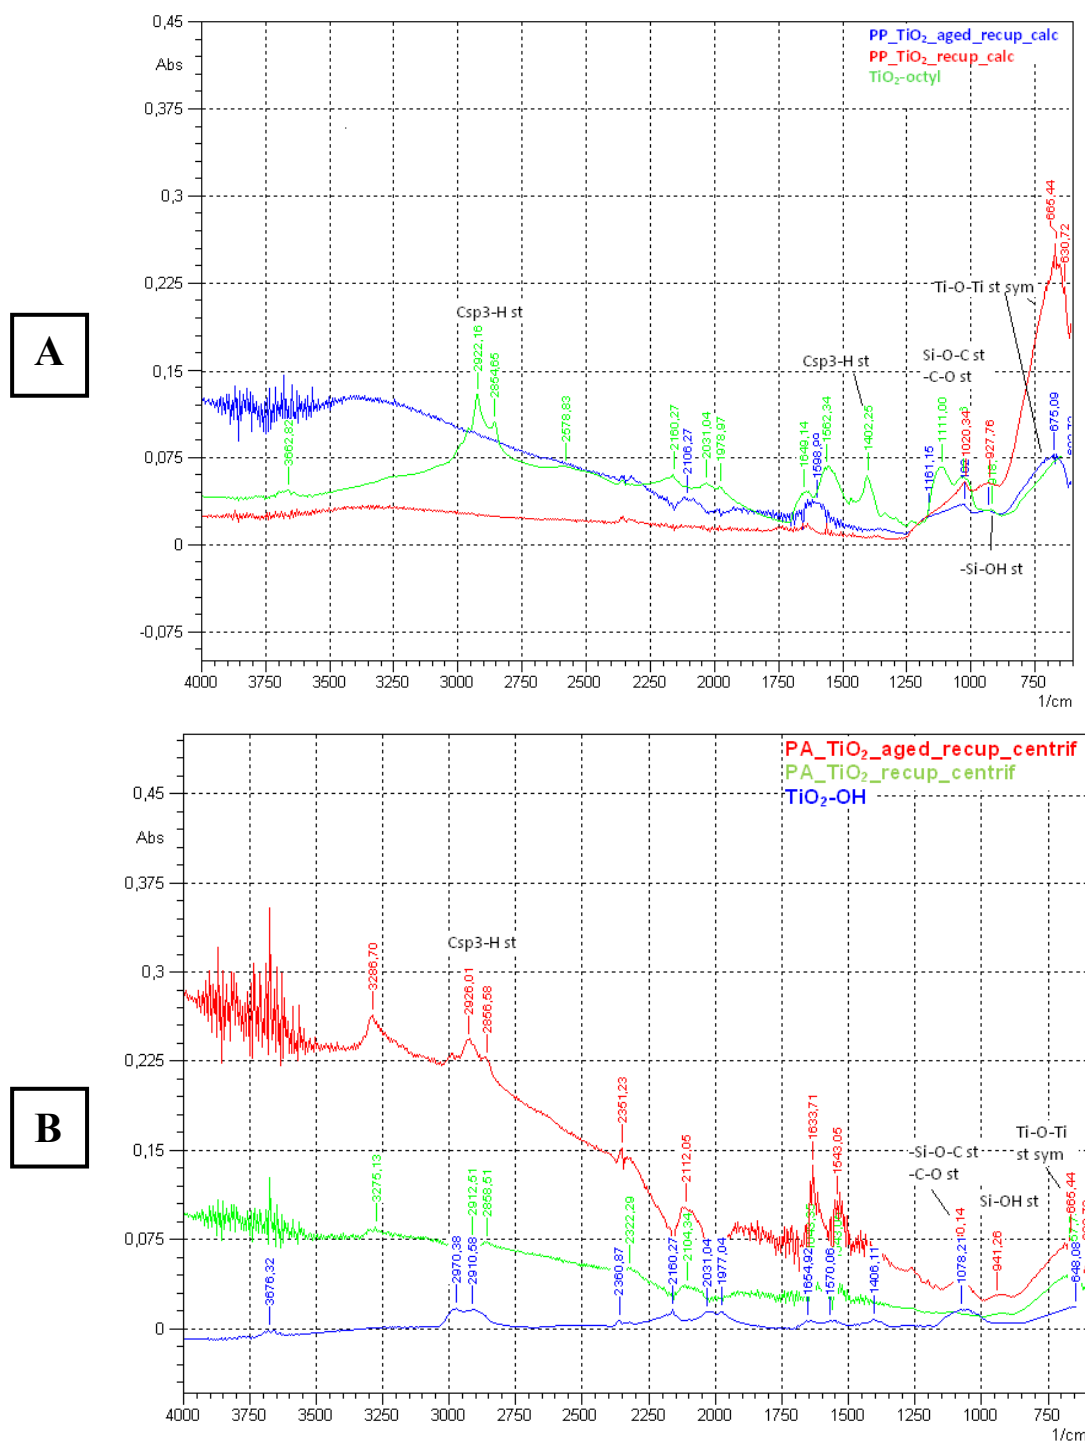 A
0,45
Abs
0,375
0,3
0,225
0,15
0,075
0
-0,075
PP_TiO₂_aged_recup_calc
PP_TiO₂_recup_calc
TiO₂-octyl
Csp3-H st
Csp3-H st
Ti-O-Ti st sym
Si-O-C st
-C-O st
-Si-OH st
3662,82
2922,16
2854,65
2578,83
2160,27
2106,27
2031,04
1978,97
1649,14
1598,99
1562,34
1402,25
1161,15
1111,00
1020,34
927,76
918,
675,09
665,44
630,72
4000 3750 3500 3250 3000 2750 2500 2250 2000 1750 1500 1250 1000 750
1/cm
B
0,45
Abs
0,375
0,3
0,225
0,15
0,075
0
PA_TiO₂_aged_recup_centrif
PA_TiO₂_recup_centrif
TiO₂-OH
Csp3-H st
-Si-O-C st
-C-O st
Si-OH st
Ti-O-Ti
st sym
3676,32
3286,70
3275,13
2970,38
2910,58
2926,01
2912,51
2856,58
2858,51
2360,87
2351,23
2322,29
2160,27
2112,05
2104,34
2031,04
1977,04
1654,92
1633,71
1570,06
1543,05
1406,11
1078,21
0,14
941,26
665,44
648,08
4000 3750 3500 3250 3000 2750 2500 2250 2000 1750 1500 1250 1000 750
1/cm